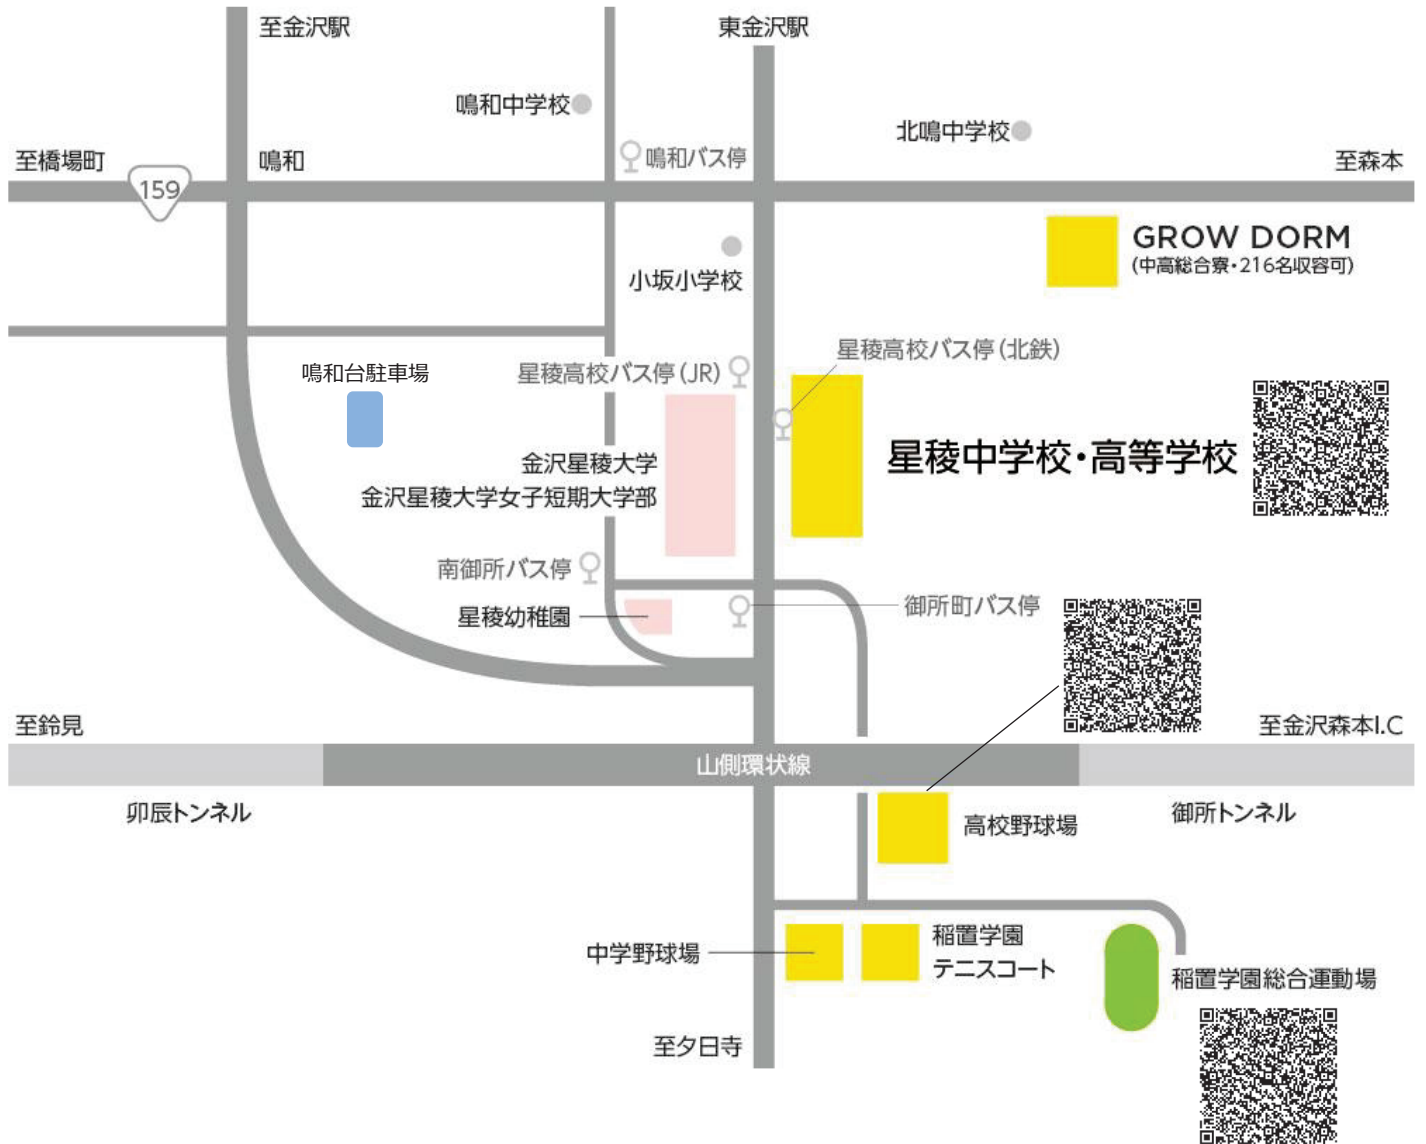 至金沢駅
東金沢駅
鳴和中学校
北鳴中学校
至橋場町
159
鳴和
鳴和バス停
至森本
GROW DORM
(中高総合寮・216名収容可)
小坂小学校
星稜高校バス停(北鉄)
鳴和台駐車場
星稜高校バス停(JR)
星稜中学校・高等学校
金沢星稜大学
金沢星稜大学女子短期大学部
南御所バス停
御所町バス停
星稜幼稚園
至鈴見
至金沢森本I.C
山側環状線
卯辰トンネル
御所トンネル
高校野球場
中学野球場
稲置学園
テニスコート
稲置学園総合運動場
至夕日寺